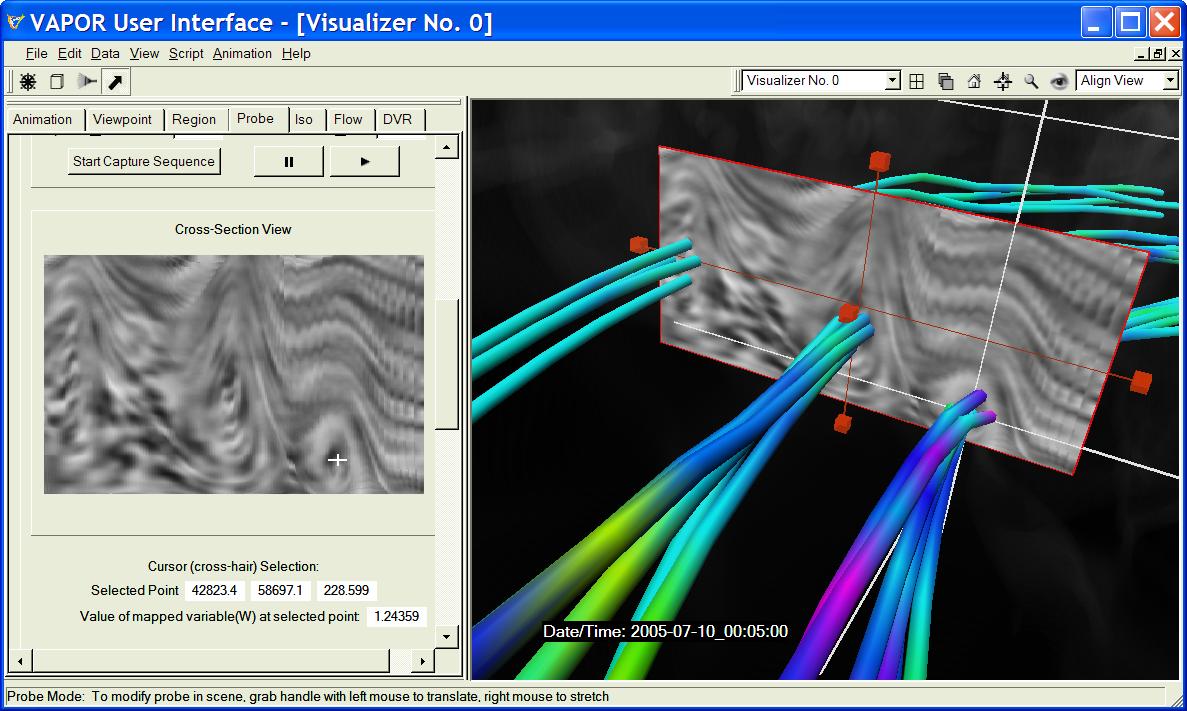 VAPOR User Interface - [Visualizer No. 0]
File Edit Data View Script Animation Help
Visualizer No. 0 Align View
Animation Viewpoint Region Probe Iso Flow DVR
Start Capture Sequence
Cross-Section View
Cursor (cross-hair) Selection:
Selected Point 42823.4 58697.1 228.599
Value of mapped variable(W) at selected point: 1.24359
Date/Time: 2005-07-10_00:05:00
Probe Mode: To modify probe in scene, grab handle with left mouse to translate, right mouse to stretch